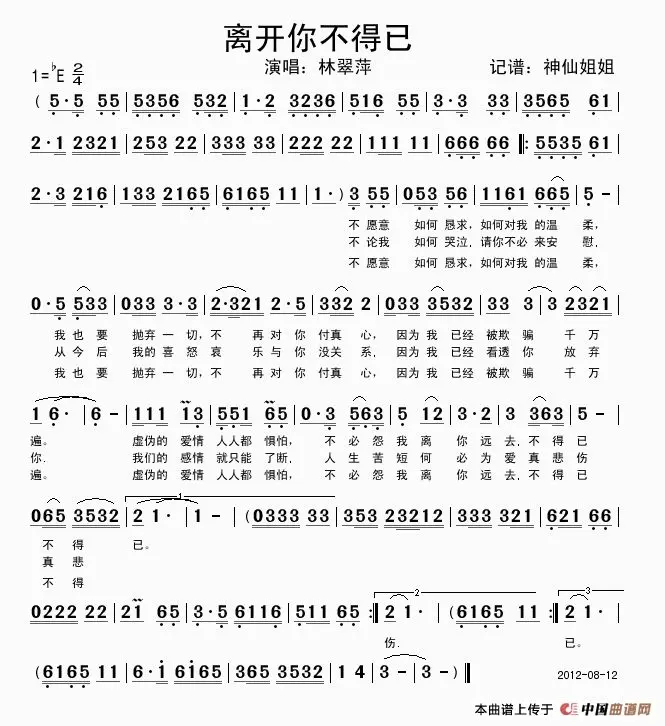 离开你不得已
1=♭E 2/4 演唱：林翠萍 记谱：神仙姐姐
( 5·5 55 | 5356 532 | 1·2 3236 | 516 55 | 3·3 33 | 3565 61 |
2·1 2321 | 253 22 | 333 33 | 222 22 | 111 11 | 666 66 |: 5535 61 |
2·3 216 | 133 2165 | 6165 11 | 1·) 3 55 | 053 56 | 1161 665 | 5 - |
不 愿意 如何 恳求，如何对我 的温 柔，
不 论我 如何 哭泣，请你不必 来安 慰，
不 愿意 如何 恳求，如何对我 的温 柔，
0·5 533 | 033 3·3 | 2·321 2·5 | 332 2 | 033 3532 | 33 3 | 3 2321 |
我 也 要 抛弃 一 切，不 再 对 你 付真 心，因为 我 已经 被欺 骗 千万
从 今 后 我的 喜 怒 哀 乐 与 你 没关 系，因为 我 已经 看透 你 放弃
我 也 要 抛弃 一 切，不 再 对 你 付真 心，因为 我 已经 被欺 骗 千万
1 6· | 6 - | 111 13 | 551 65 | 0·3 563 | 5 12 | 3·2 3 | 3 363 | 5 - |
遍。 虚伪的 爱情 人人都 惧怕， 不 必 怨 我 离 你 远 去，不 得 已
你. 我们的 感情 就只能 了断， 人 生 苦 短 何 必 为 爱 真 悲 伤
遍。 虚伪的 爱情 人人都 惧怕， 不 必 怨 我 离 你 远 去，不 得 已
065 3532 | 1 2 1· | 1 - | (0333 33 | 353 23212 | 333 321 | 621 66 |
不 得 已。
真 悲
不 得
0222 22 | 21 65 | 3·5 6116 | 511 65 :| 2 2 1· | (6165 11 :| 3 2 1· |
伤. 已。
(6165 11 | 6·1 6165 | 365 3532 | 1 4 | 3 - | 3 - )‖ 2012-08-12
本曲谱上传于 中国曲谱网